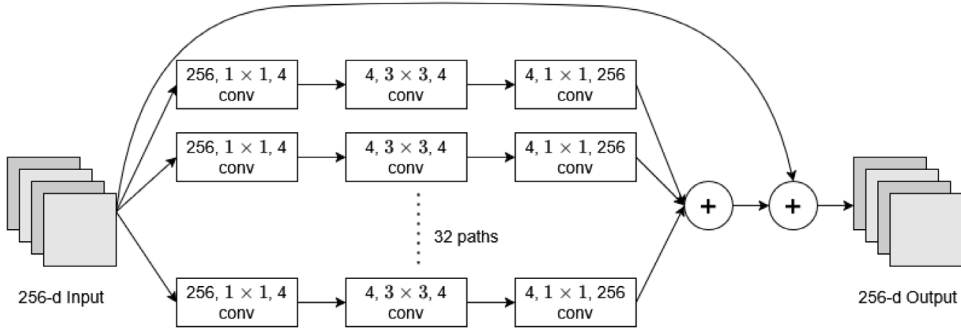 256, 1 × 1, 4
conv
4, 3 × 3, 4
conv
4, 1 × 1, 256
conv
256, 1 × 1, 4
conv
4, 3 × 3, 4
conv
4, 1 × 1, 256
conv
+
+
32 paths
256, 1 × 1, 4
conv
4, 3 × 3, 4
conv
4, 1 × 1, 256
conv
256-d Input
256-d Output